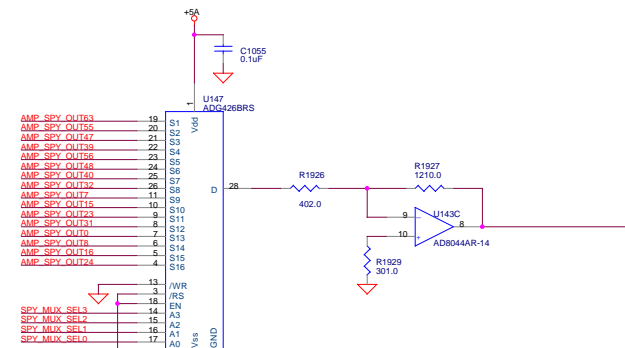 +5A
C1055
0.1uF
U147
ADG426BRS
1
Vdd
AMP_SPY_OUT63 19 S1
AMP_SPY_OUT55 20 S2
AMP_SPY_OUT47 21 S3
AMP_SPY_OUT39 22 S4
AMP_SPY_OUT56 23 S5
AMP_SPY_OUT48 24 S6
AMP_SPY_OUT40 25 S7
AMP_SPY_OUT32 26 S8
AMP_SPY_OUT7 11 S9
AMP_SPY_OUT15 10 S10
AMP_SPY_OUT23 9 S11
AMP_SPY_OUT31 8 S12
AMP_SPY_OUT0 7 S13
AMP_SPY_OUT8 6 S14
AMP_SPY_OUT16 5 S15
AMP_SPY_OUT24 4 S16
D 28
R1926
402.0
R1927
1210.0
9 -
U143C
8
10 +
AD8044AR-14
R1929
301.0
13 /WR
3 /RS
18 EN
SPY_MUX_SEL3 14 A3
SPY_MUX_SEL2 15 A2
SPY_MUX_SEL1 16 A1
SPY_MUX_SEL0 17 A0
Vss
GND